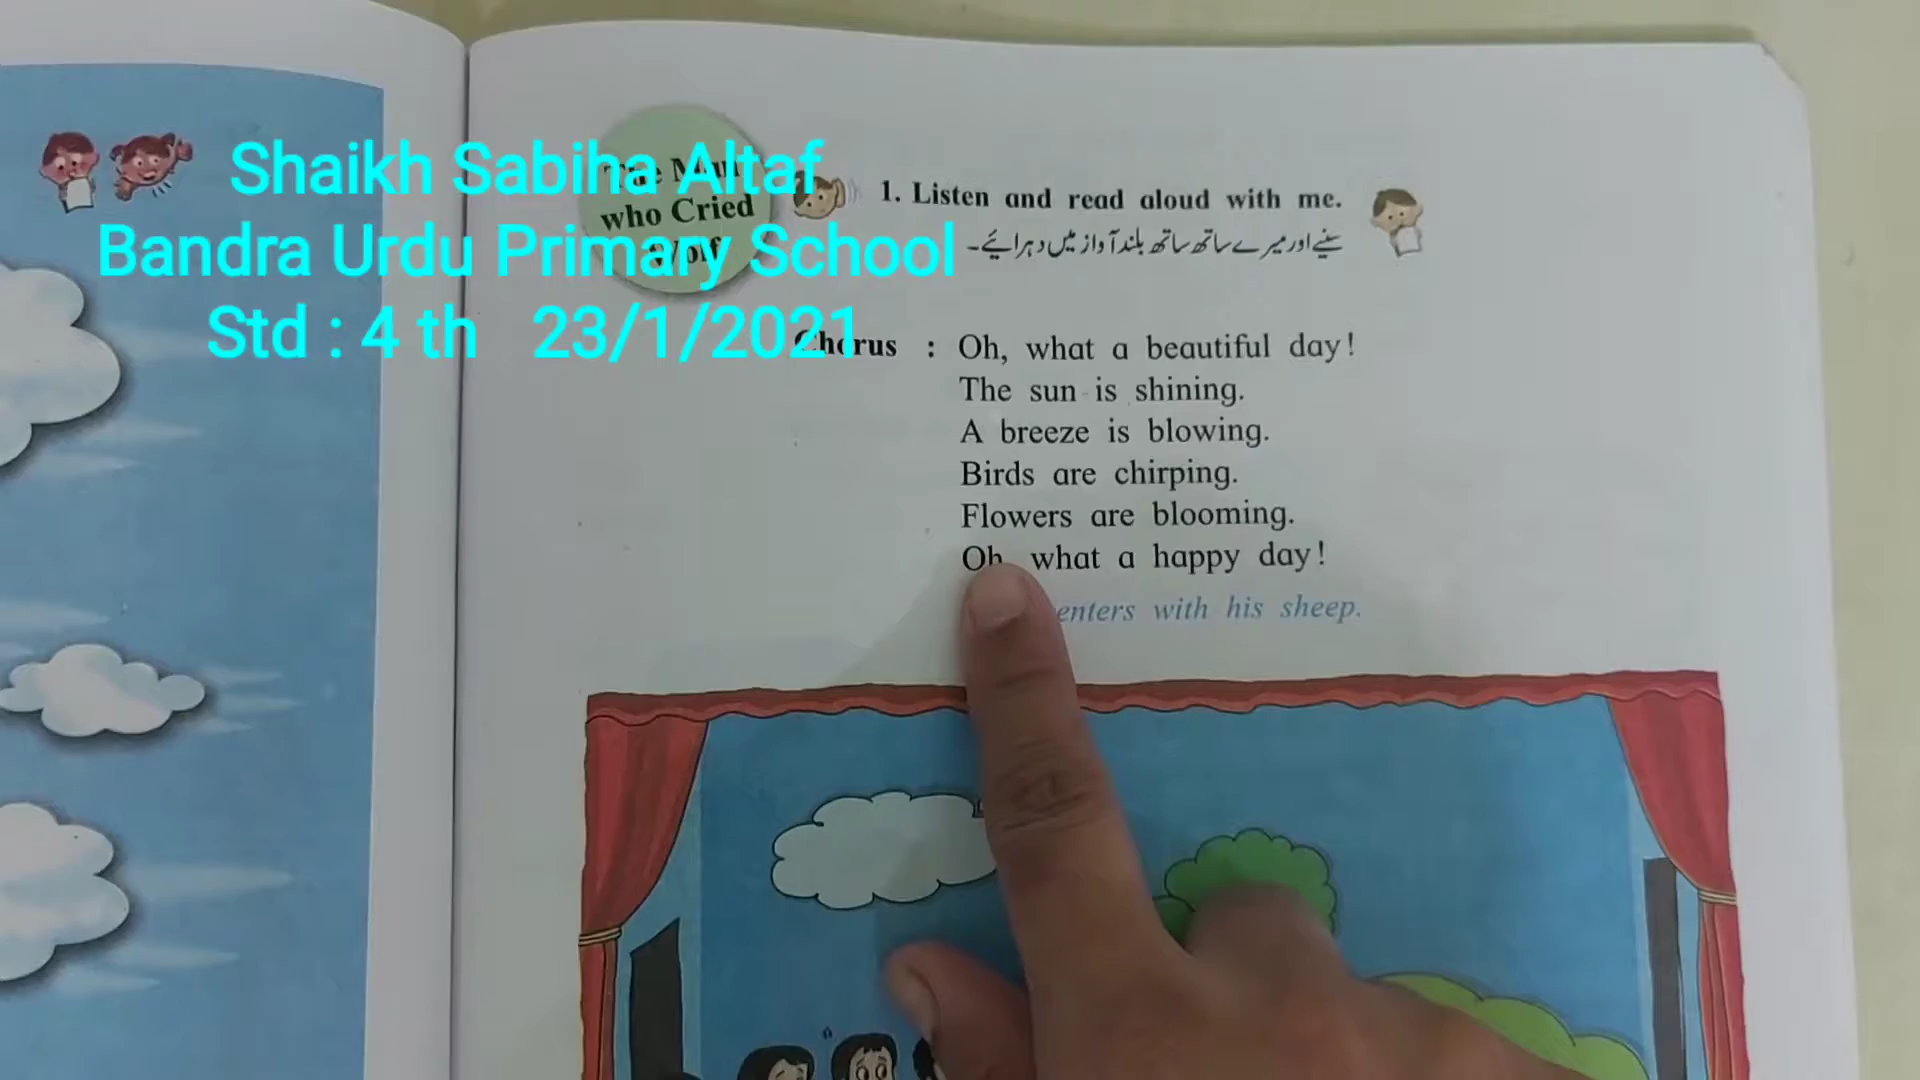 Shaikh Sabiha Altaf
Bandra Urdu Primary School
Std : 4 th 23/1/2021
The Man
who Cried
Wolf
1. Listen and read aloud with me.
سنیے اور میرے ساتھ ساتھ بلند آواز میں دہرائیے۔
Chorus : Oh, what a beautiful day!
The sun is shining.
A breeze is blowing.
Birds are chirping.
Flowers are blooming.
Oh, what a happy day!
enters with his sheep.